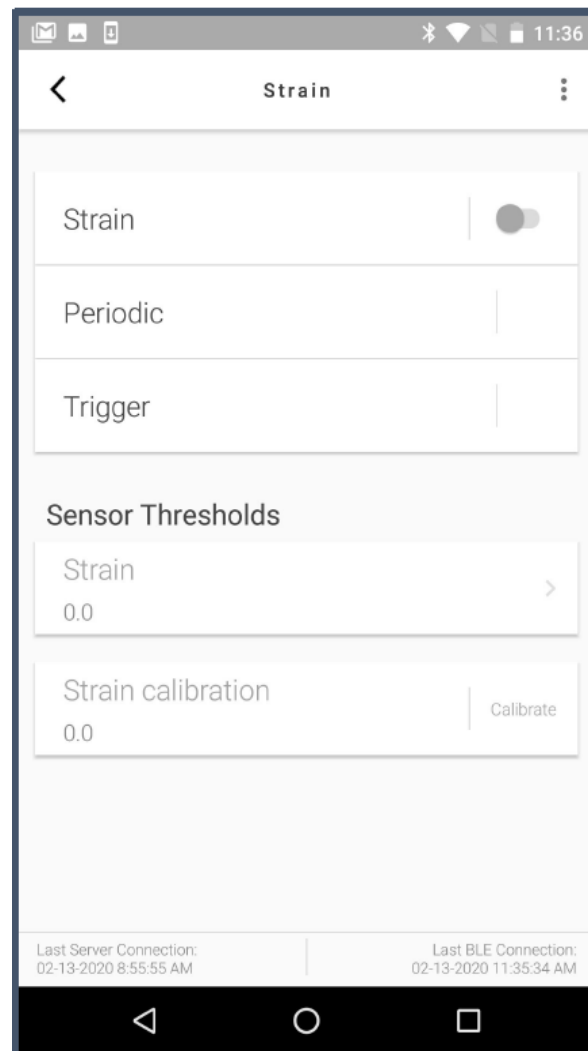 11:36
Strain
Strain
Periodic
Trigger
Sensor Thresholds
Strain
0.0
Strain calibration
0.0
Calibrate
Last Server Connection:
02-13-2020 8:55:55 AM
Last BLE Connection:
02-13-2020 11:35:34 AM